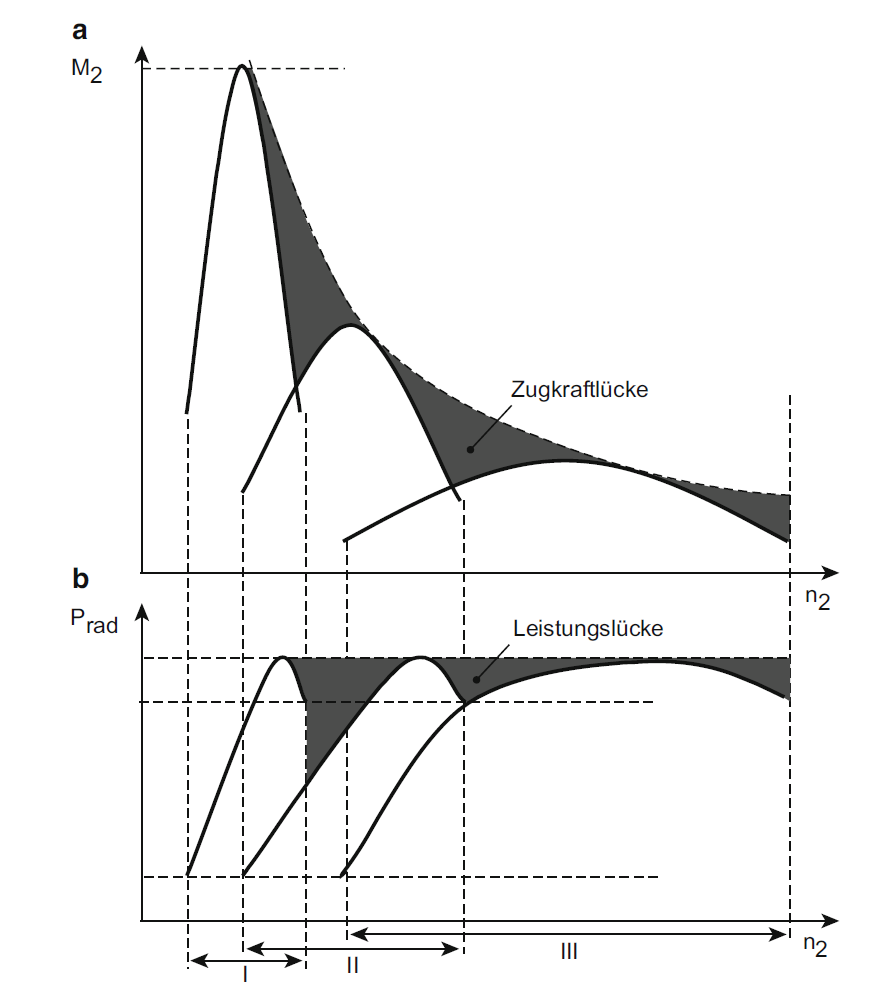 a
M2
Zugkraftlücke
n2
b
Prad
Leistungslücke
n2
III
II
I